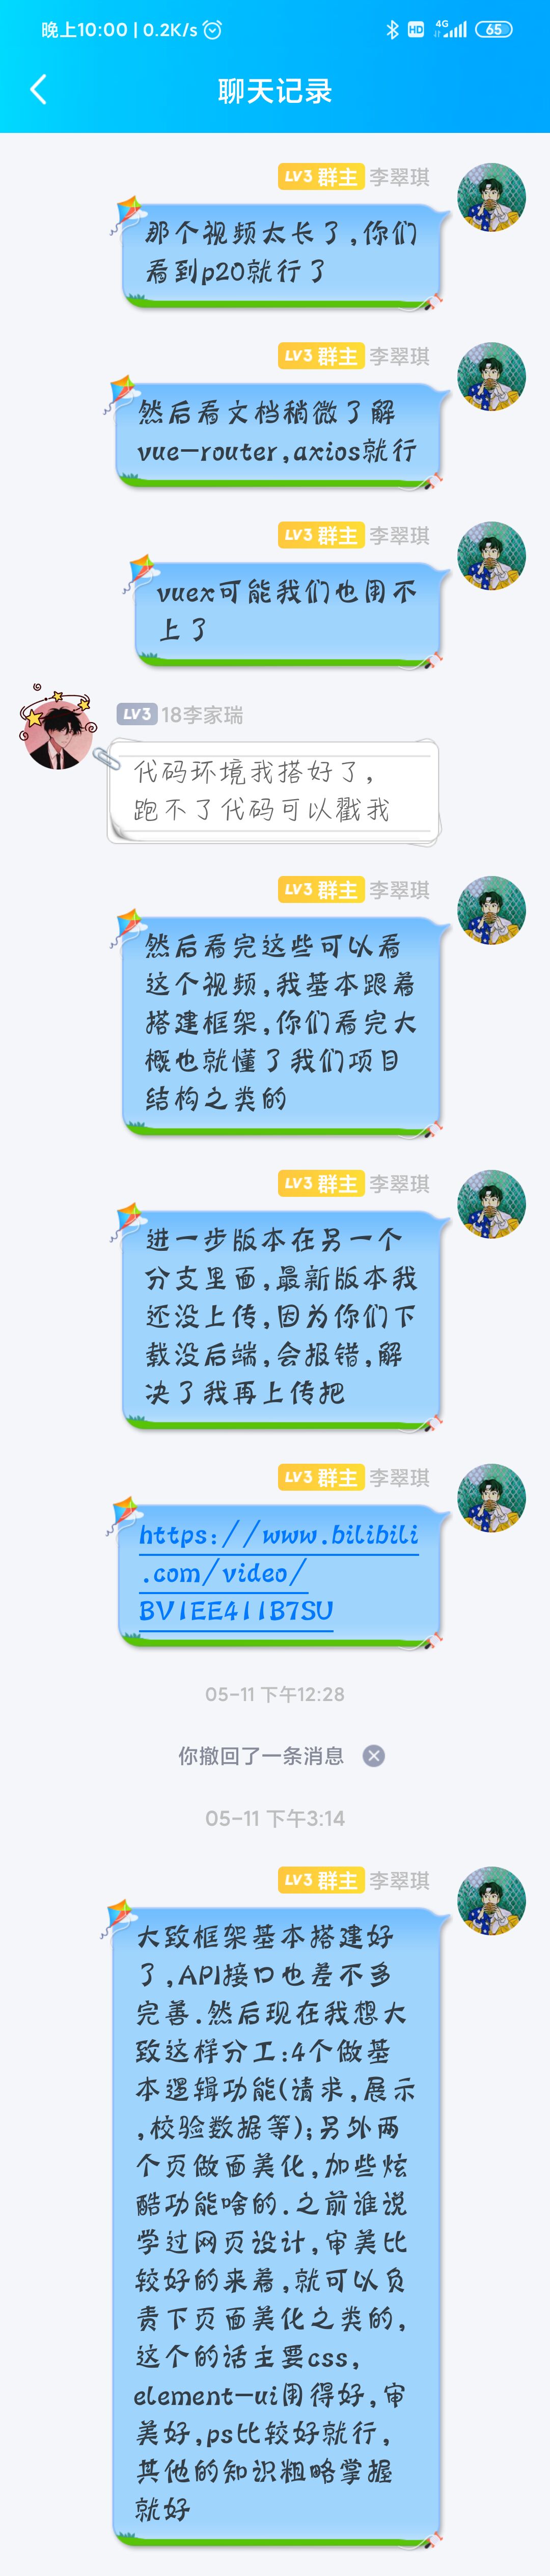 晚上10:00 | 0.2K/s
HD 4G 65
聊天记录
LV3 群主 李翠琪
那个视频太长了,你们
看到p20就行了
LV3 群主 李翠琪
然后看文档稍微了解
vue-router,axios就行
LV3 群主 李翠琪
vuex可能我们也用不
上了
LV3 18李家瑞
代码环境我搭好了,
跑不了代码可以戳我
LV3 群主 李翠琪
然后看完这些可以看
这个视频,我基本跟着
搭建框架,你们看完大
概也就懂了我们项目
结构之类的
LV3 群主 李翠琪
进一步版本在另一个
分支里面,最新版本我
还没上传,因为你们下
载没后端,会报错,解
决了我再上传把
LV3 群主 李翠琪
https://www.bilibili
.com/video/
BV1EE411B7SU
05-11 下午12:28
你撤回了一条消息
05-11 下午3:14
LV3 群主 李翠琪
大致框架基本搭建好
了,API接口也差不多
完善.然后现在我想大
致这样分工:4个做基
本逻辑功能(请求,展示
,校验数据等);另外两
个页做面美化,加些炫
酷功能啥的.之前谁说
学过网页设计,审美比
较好的来着,就可以负
责下页面美化之类的,
这个的话主要css,
element-ui用得好,审
美好,ps比较好就行,
其他的知识粗略掌握
就好